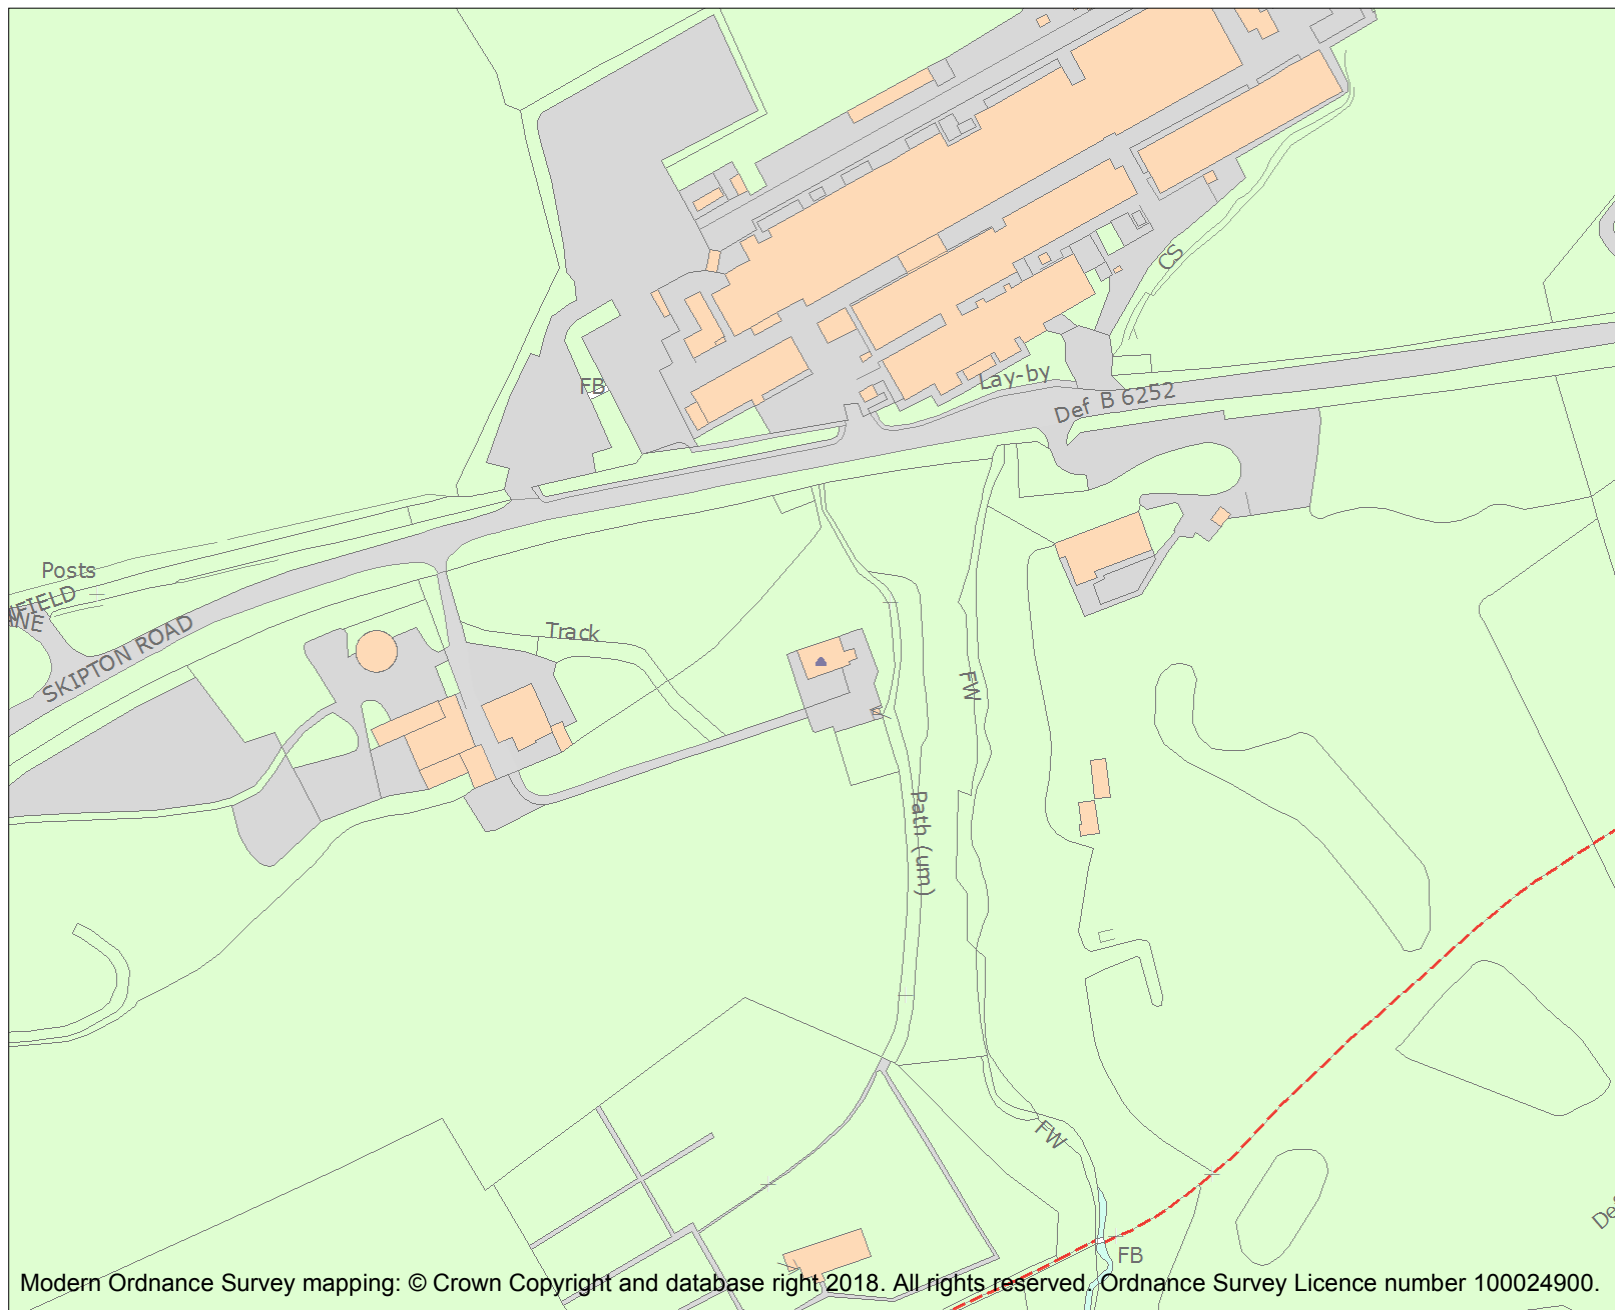 CS
Lay-by
FB
Def B 6252
Posts
SKIPTON ROAD
Track
FW
Path (um)
FW
FB
Modern Ordnance Survey mapping: © Crown Copyright and database right 2018. All rights reserved. Ordnance Survey Licence number 100024900.